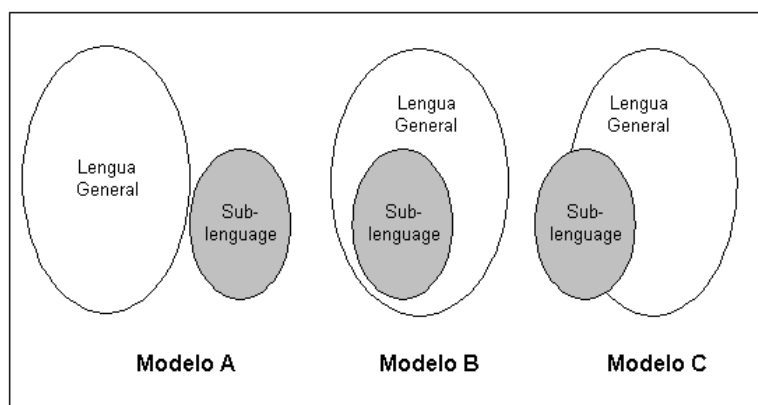 Lengua
General
Sub-
lenguage
Modelo A
Lengua
General
Sub-
lenguage
Modelo B
Lengua
General
Sub-
lenguage
Modelo C